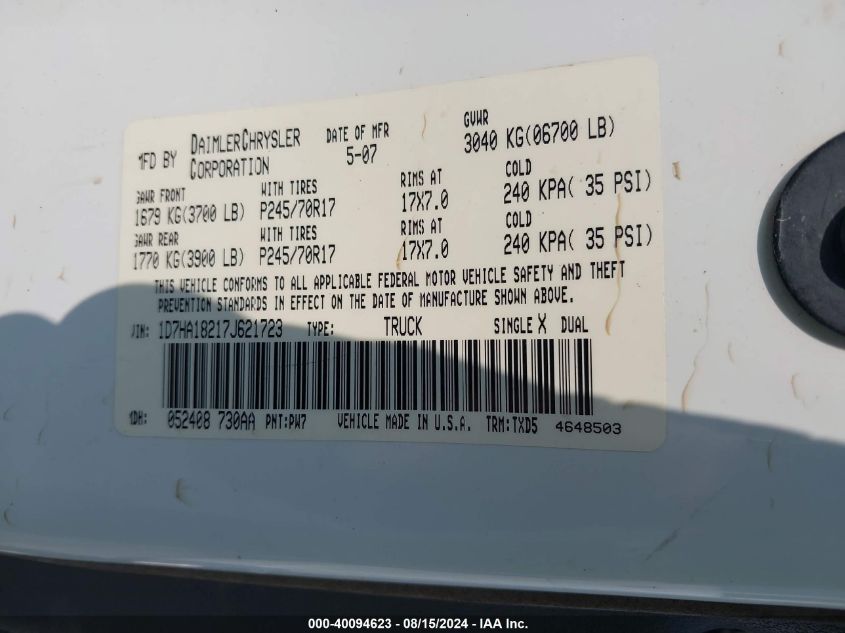 MFD BY DAIMLERCHRYSLER CORPORATION DATE OF MFR 5-07 GVWR 3040 KG(06700 LB)
GAWR FRONT WITH TIRES RIMS AT COLD
1679 KG(3700 LB) P245/70R17 17X7.0 240 KPA( 35 PSI)
GAWR REAR WITH TIRES RIMS AT COLD
1770 KG(3900 LB) P245/70R17 17X7.0 240 KPA( 35 PSI)
THIS VEHICLE CONFORMS TO ALL APPLICABLE FEDERAL MOTOR VEHICLE SAFETY AND THEFT
PREVENTION STANDARDS IN EFFECT ON THE DATE OF MANUFACTURE SHOWN ABOVE.
VIN: 1D7HA18217J621723 TYPE: TRUCK SINGLE X DUAL
MDH: 052408 730AA PNT:PW7 VEHICLE MADE IN U.S.A. TRM:TXD5 4648503
000-40094623 - 08/15/2024 - IAA Inc.